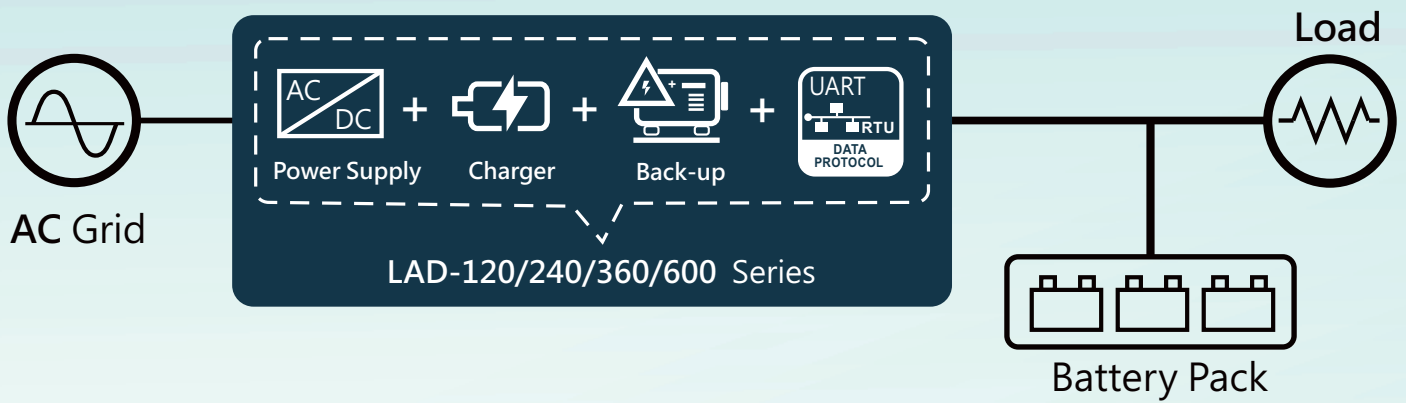 Load
AC
DC
UART
RTU
DATA
PROTOCOL
Power Supply
Charger
Back-up
AC Grid
LAD-120/240/360/600 Series
Battery Pack